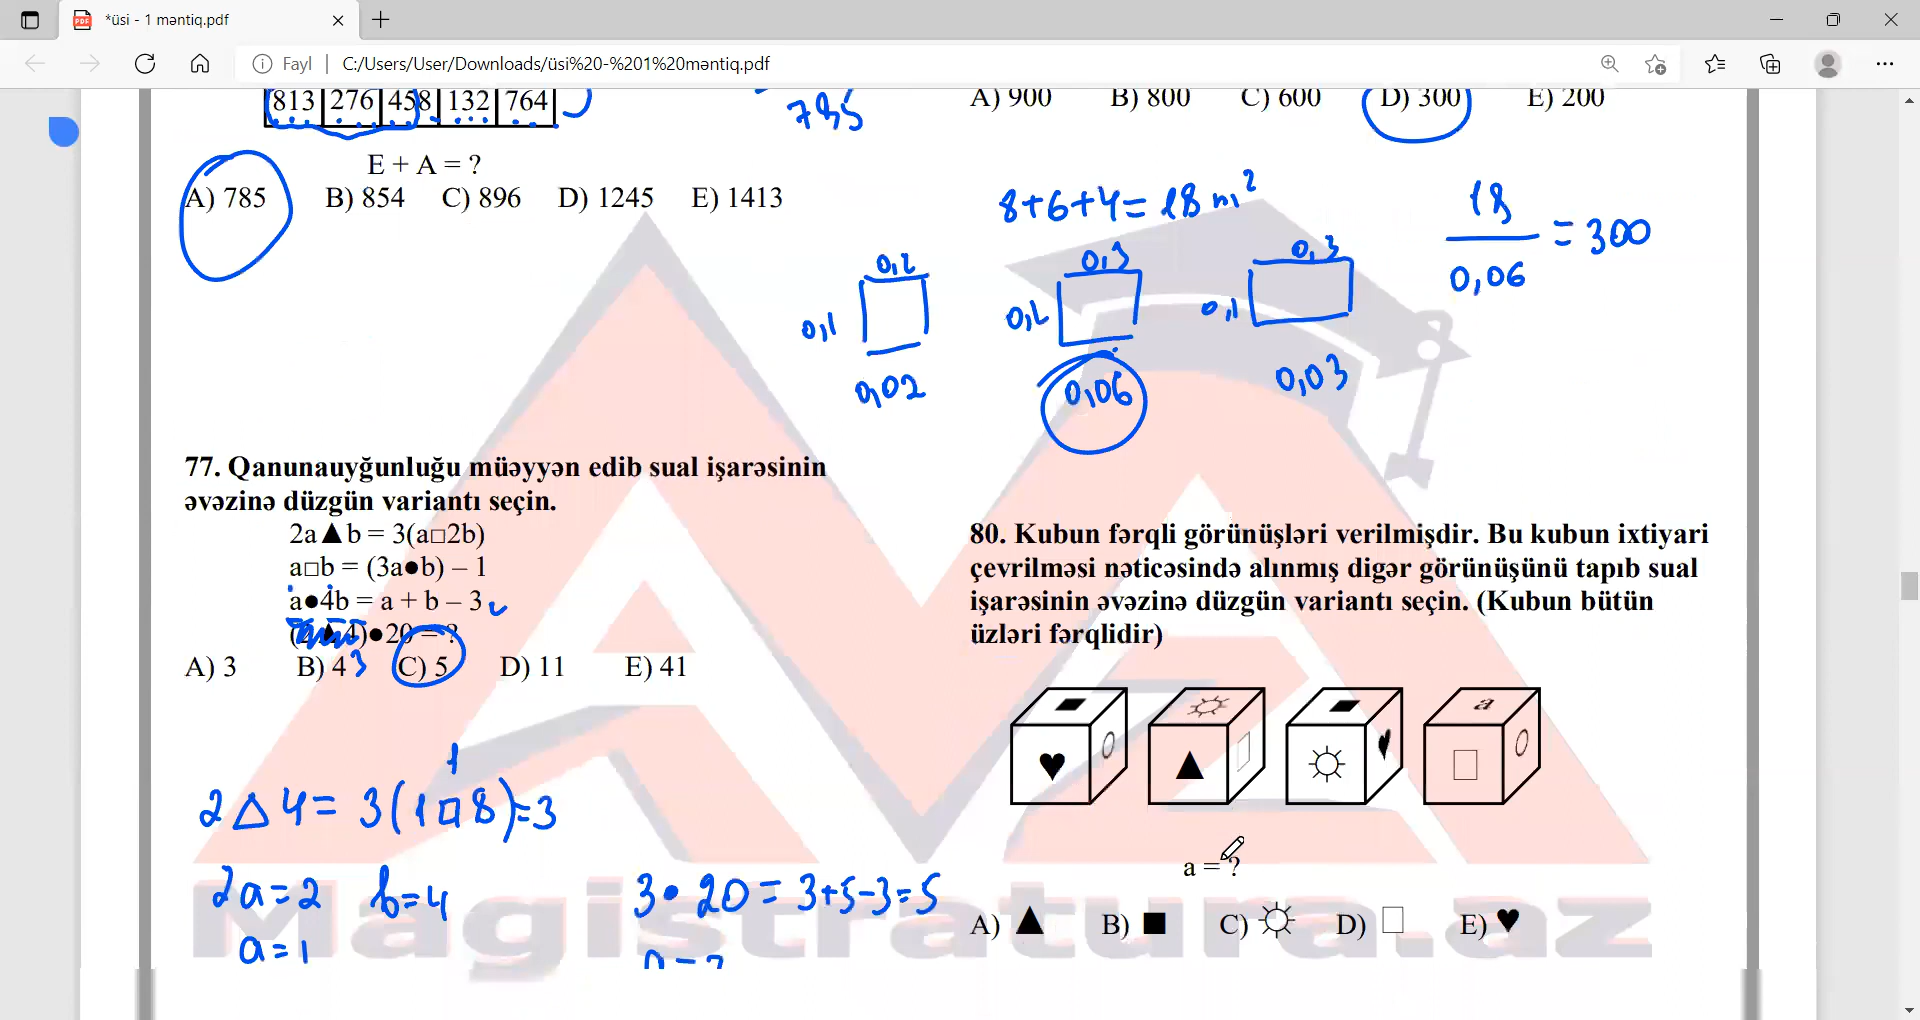 *üsi - 1 məntiq.pdf
Fayl | C:/Users/User/Downloads/üsi%20-%201%20məntiq.pdf
813 276 458 132 764
785
E + A = ?
A) 785 B) 854 C) 896 D) 1245 E) 1413
77. Qanunauyğunluğu müəyyən edib sual işarəsinin
əvəzinə düzgün variantı seçin.
2a▲b = 3(a□2b)
a□b = (3a●b) – 1
a●4b = a + b – 3
(2▲4)●20 = ?
3
A) 3 B) 4 C) 5 D) 11 E) 41
1
2△4= 3(1□8)=3
2a=2 b=4
a=1
3•20=3+5-3=5
A) 900 B) 800 C) 600 D) 300 E) 200
8+6+4=18 m²
18
0,06
=300
0,2
0,1
0,02
0,3
0,2
0,06
0,3
0,1
0,03
80. Kubun fərqli görünüşləri verilmişdir. Bu kubun ixtiyari
çevrilməsi nəticəsində alınmış digər görünüşünü tapıb sual
işarəsinin əvəzinə düzgün variantı seçin. (Kubun bütün
üzləri fərqlidir)
a
a = ?
A) ▲ B) ■ C) ☼ D) □ E) ♥
Magistratura.az